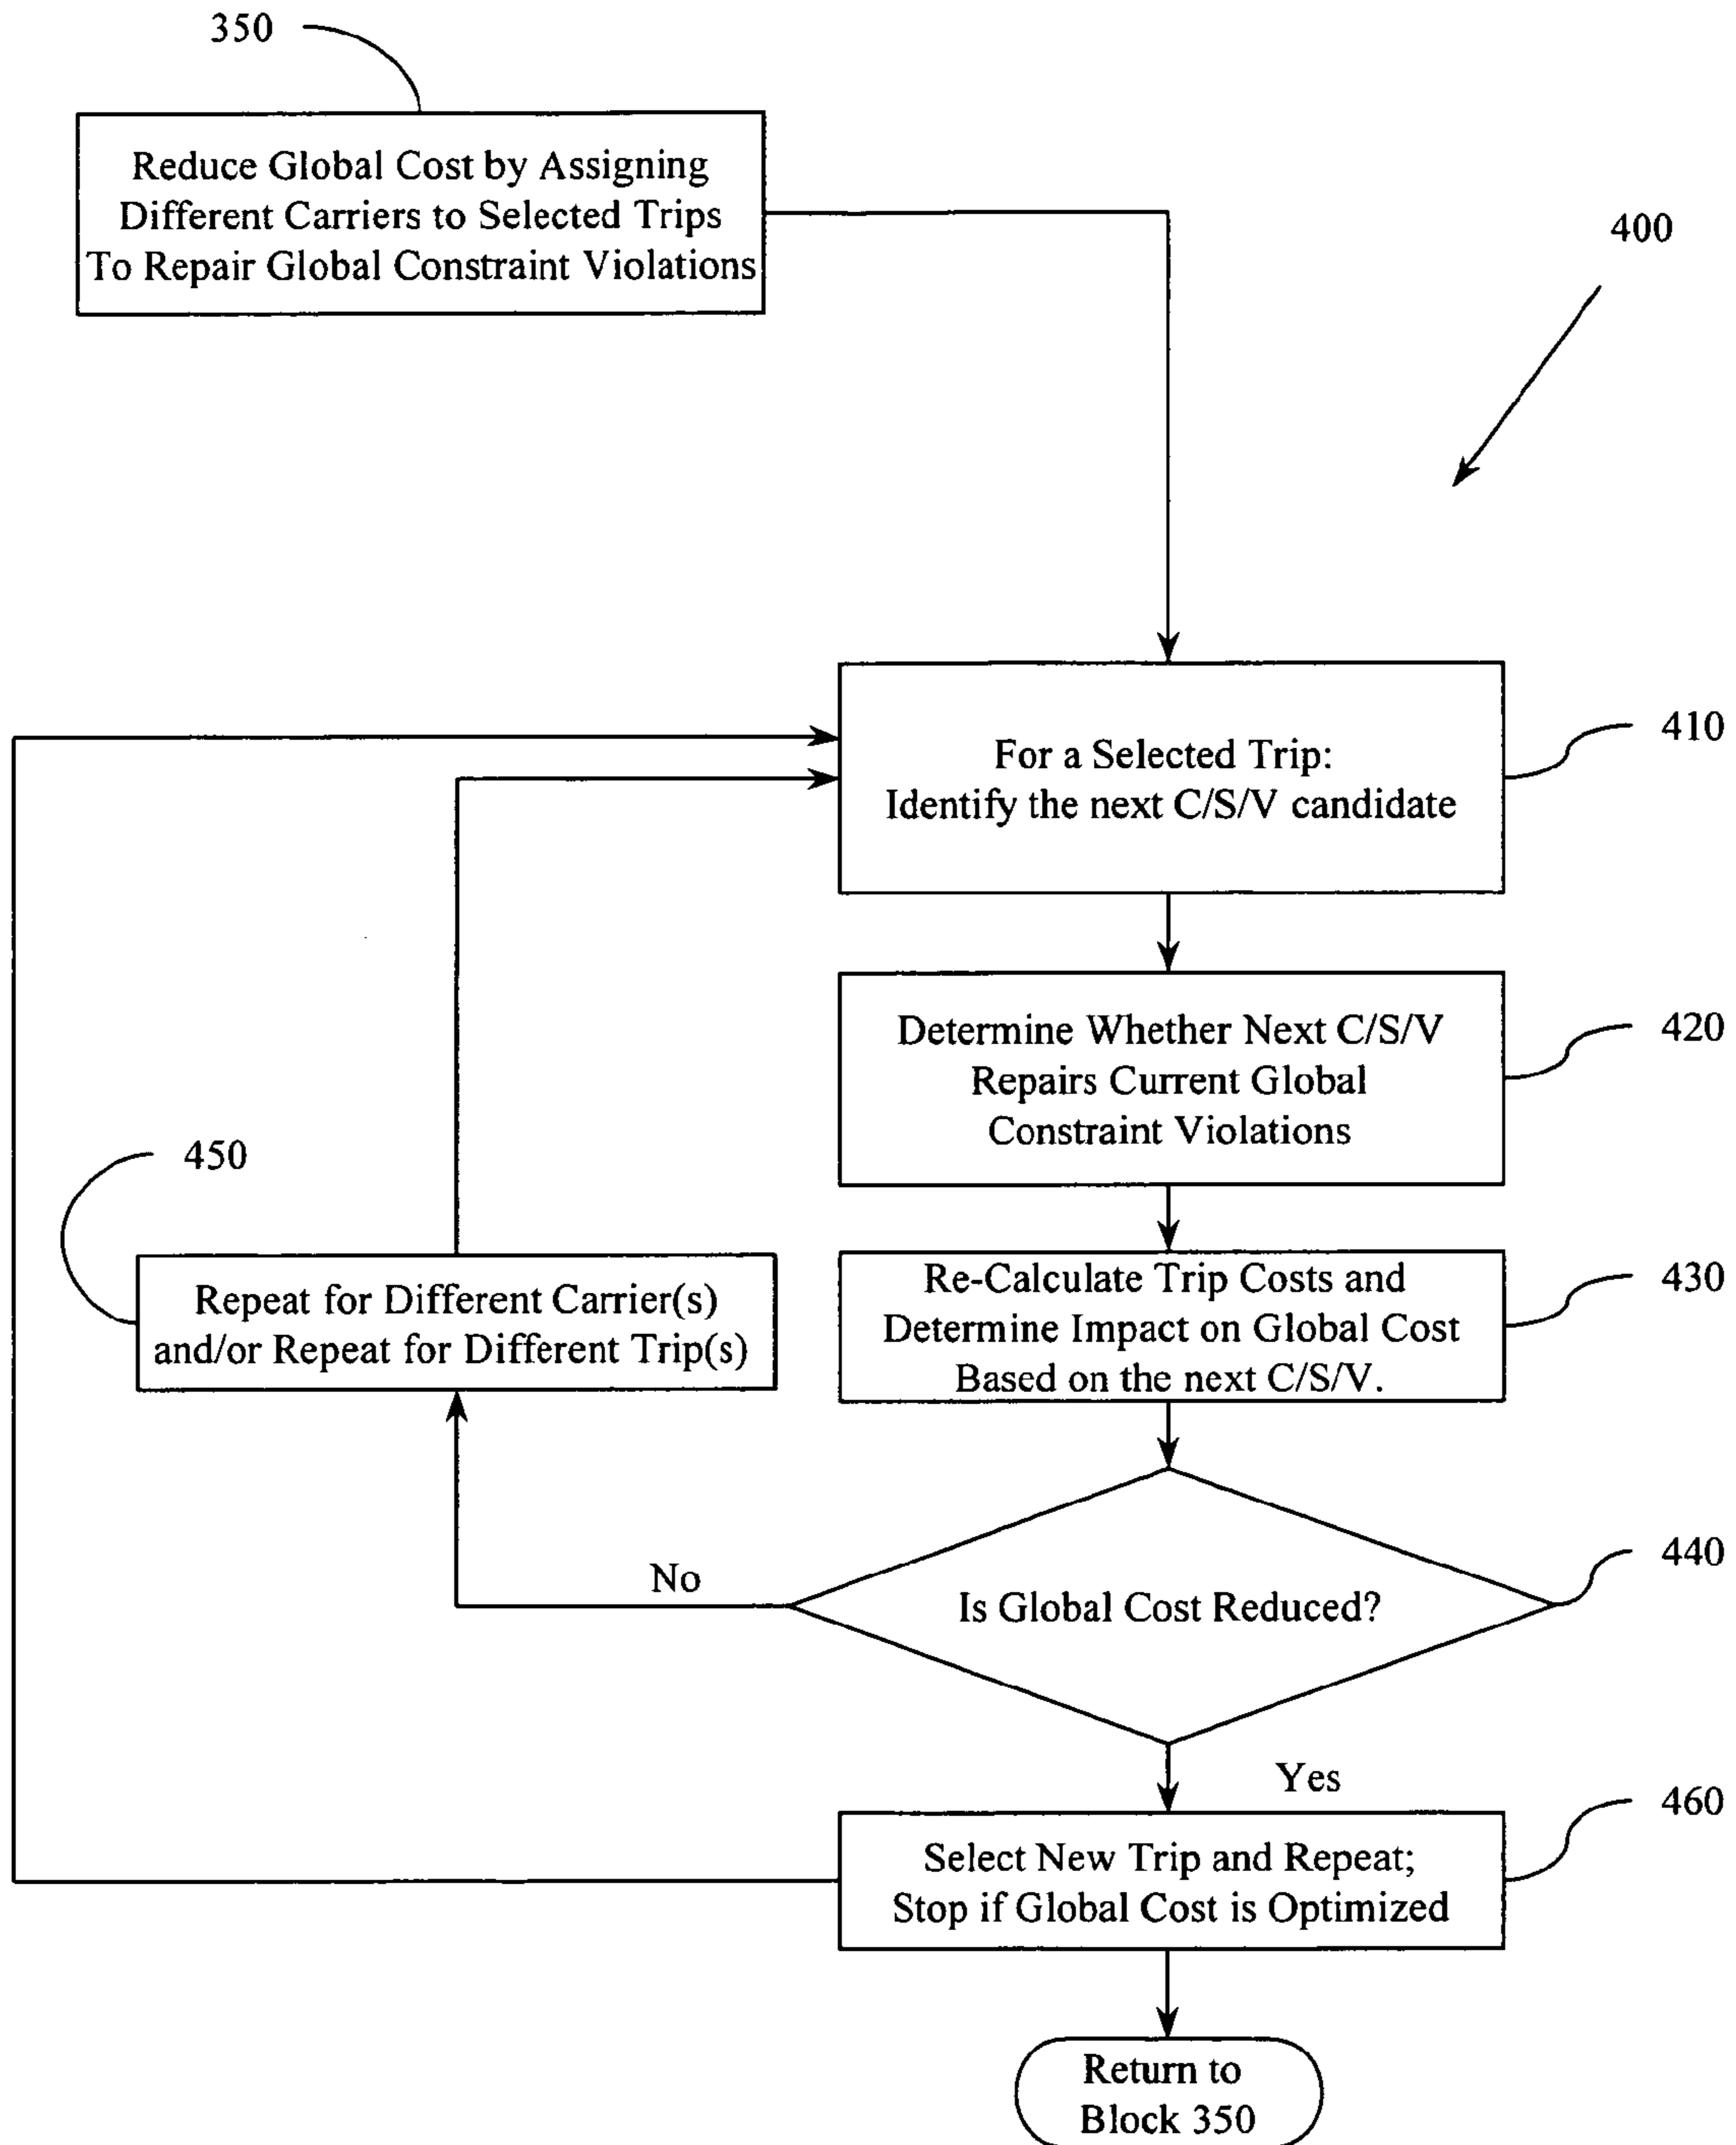 350
Reduce Global Cost by Assigning
Different Carriers to Selected Trips
To Repair Global Constraint Violations
400
For a Selected Trip:
Identify the next C/S/V candidate
410
Determine Whether Next C/S/V
Repairs Current Global
Constraint Violations
420
450
Repeat for Different Carrier(s)
and/or Repeat for Different Trip(s)
Re-Calculate Trip Costs and
Determine Impact on Global Cost
Based on the next C/S/V.
430
No
Is Global Cost Reduced?
440
Yes
Select New Trip and Repeat;
Stop if Global Cost is Optimized
460
Return to
Block 350